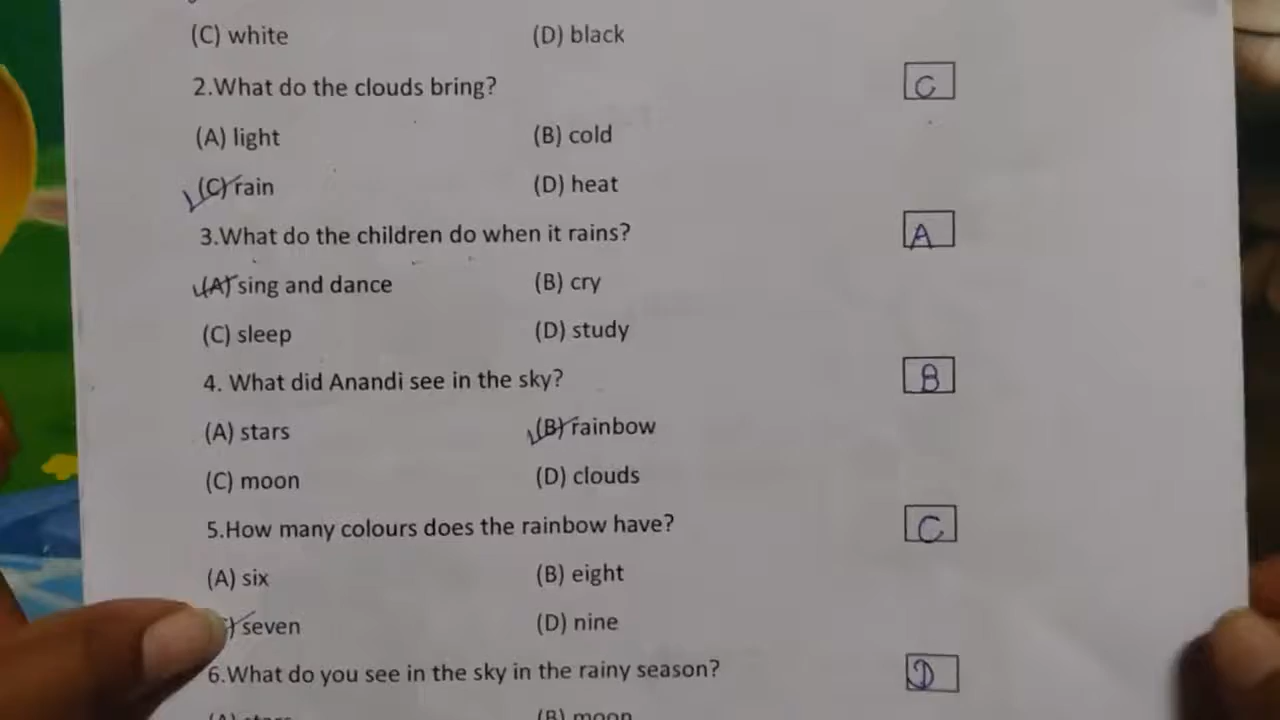 (C) white (D) black
2.What do the clouds bring? C
(A) light (B) cold
(C) rain (D) heat
3.What do the children do when it rains? A
(A) sing and dance (B) cry
(C) sleep (D) study
4. What did Anandi see in the sky? B
(A) stars (B) rainbow
(C) moon (D) clouds
5.How many colours does the rainbow have? C
(A) six (B) eight
seven (D) nine
6.What do you see in the sky in the rainy season? D
(A) stars (B) moon